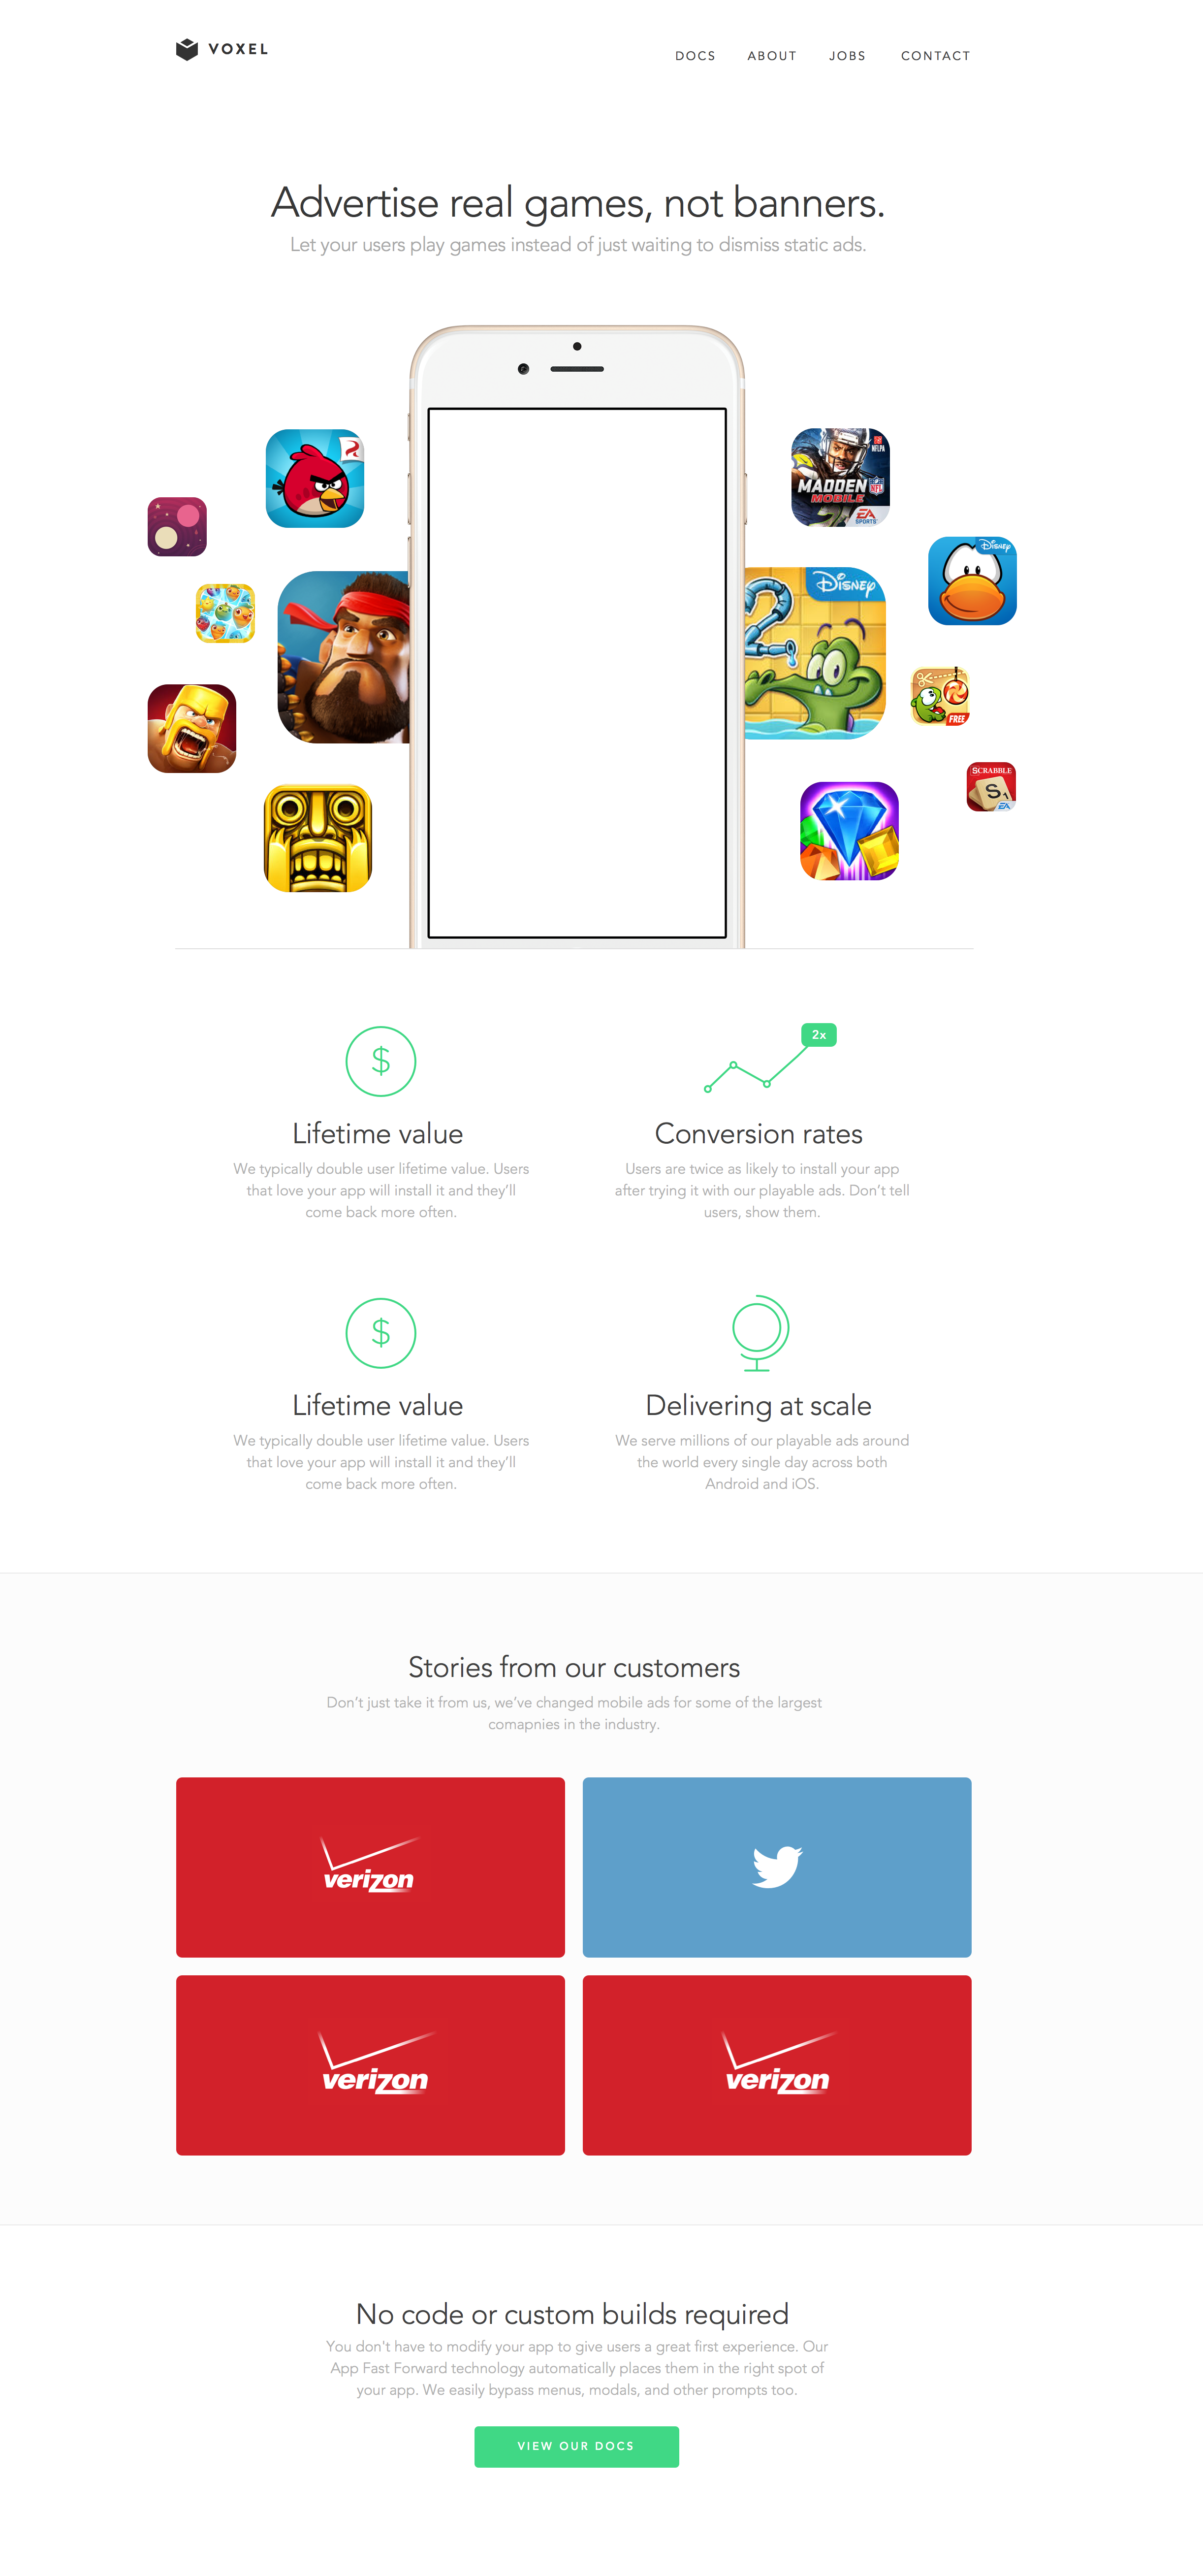 VOXEL
DOCS ABOUT JOBS CONTACT
Advertise real games, not banners.
Let your users play games instead of just waiting to dismiss static ads.
NFLPA
MADDEN
MOBILE
NFL
EA
SPORTS
Disney
Disney
2
FREE
SCRABBLE
S1
EA
$
2x
Lifetime value
We typically double user lifetime value. Users
that love your app will install it and they’ll
come back more often.
Conversion rates
Users are twice as likely to install your app
after trying it with our playable ads. Don’t tell
users, show them.
$
Lifetime value
We typically double user lifetime value. Users
that love your app will install it and they’ll
come back more often.
Delivering at scale
We serve millions of our playable ads around
the world every single day across both
Android and iOS.
Stories from our customers
Don’t just take it from us, we’ve changed mobile ads for some of the largest
comapnies in the industry.
verizon
verizon
verizon
No code or custom builds required
You don't have to modify your app to give users a great first experience. Our
App Fast Forward technology automatically places them in the right spot of
your app. We easily bypass menus, modals, and other prompts too.
VIEW OUR DOCS